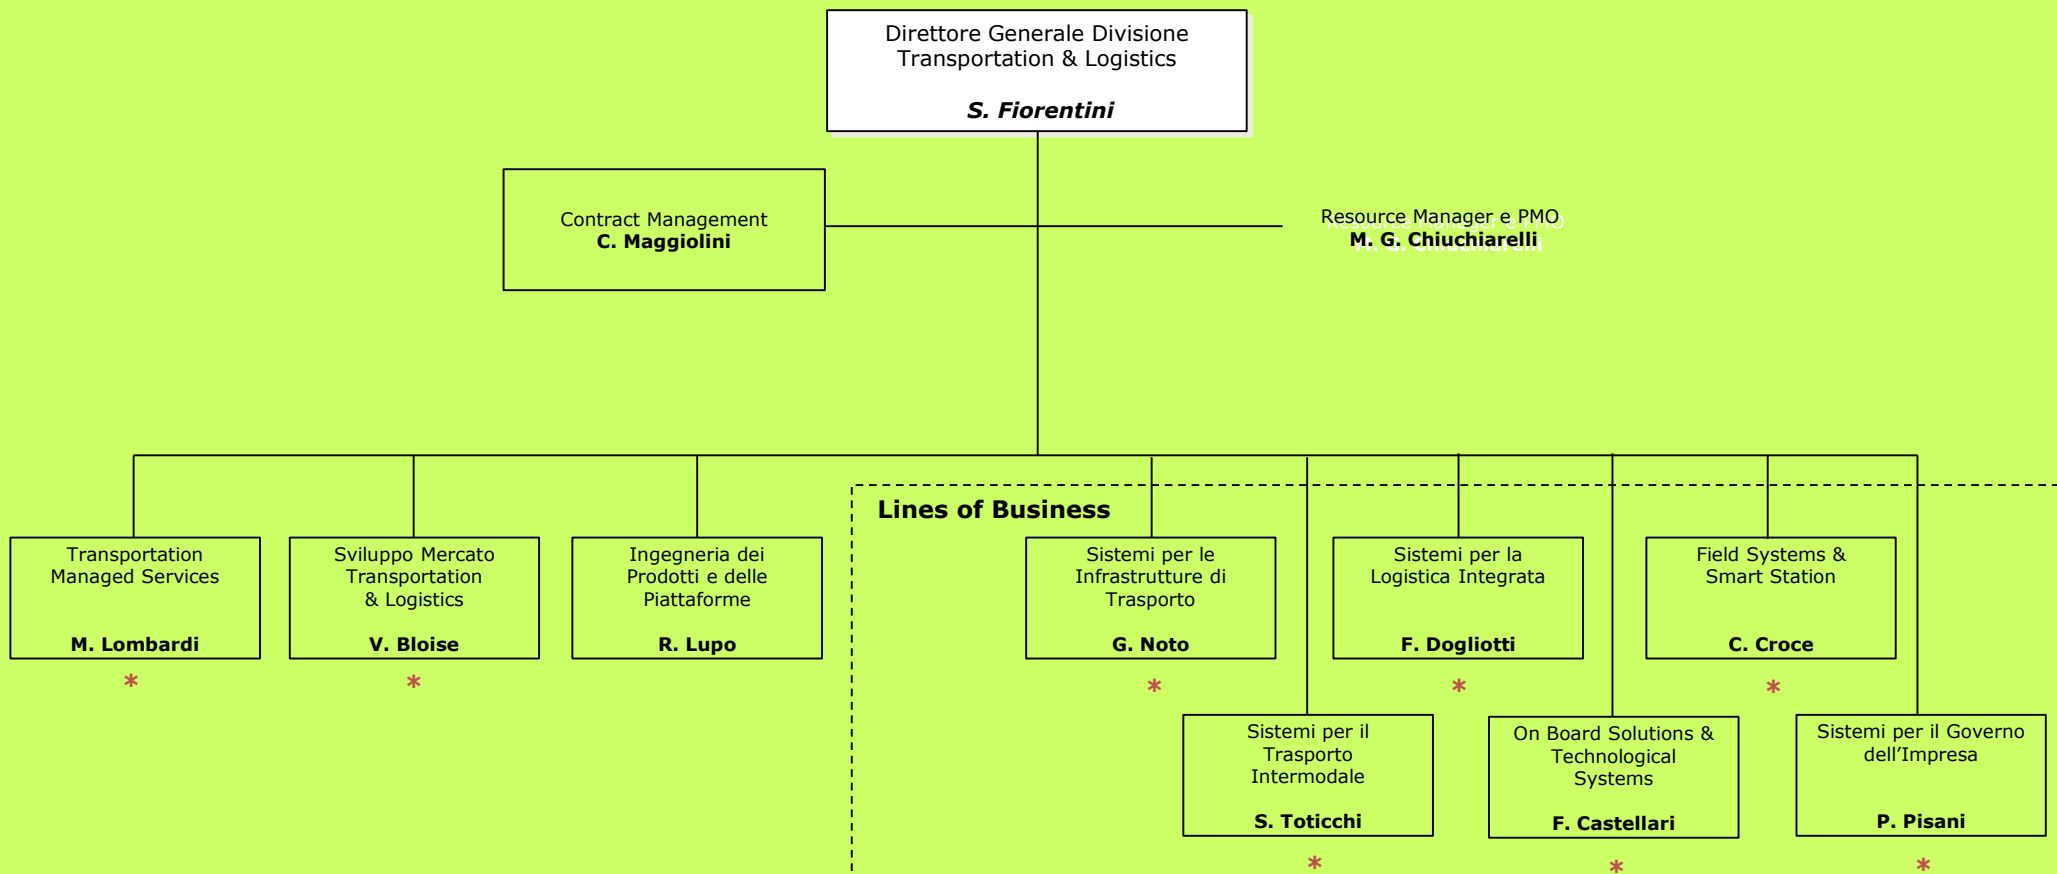 Direttore Generale Divisione
Transportation & Logistics
S. Fiorentini
Contract Management
C. Maggiolini
Resource Manager e PMO
M. G. Chiuchiarelli
Lines of Business
Transportation
Managed Services
M. Lombardi
*
Sviluppo Mercato
Transportation
& Logistics
V. Bloise
*
Ingegneria dei
Prodotti e delle
Piattaforme
R. Lupo
Sistemi per le
Infrastrutture di
Trasporto
G. Noto
*
Sistemi per la
Logistica Integrata
F. Dogliotti
*
Field Systems &
Smart Station
C. Croce
*
Sistemi per il
Trasporto
Intermodale
S. Toticchi
*
On Board Solutions &
Technological
Systems
F. Castellari
*
Sistemi per il Governo
dell’Impresa
P. Pisani
*